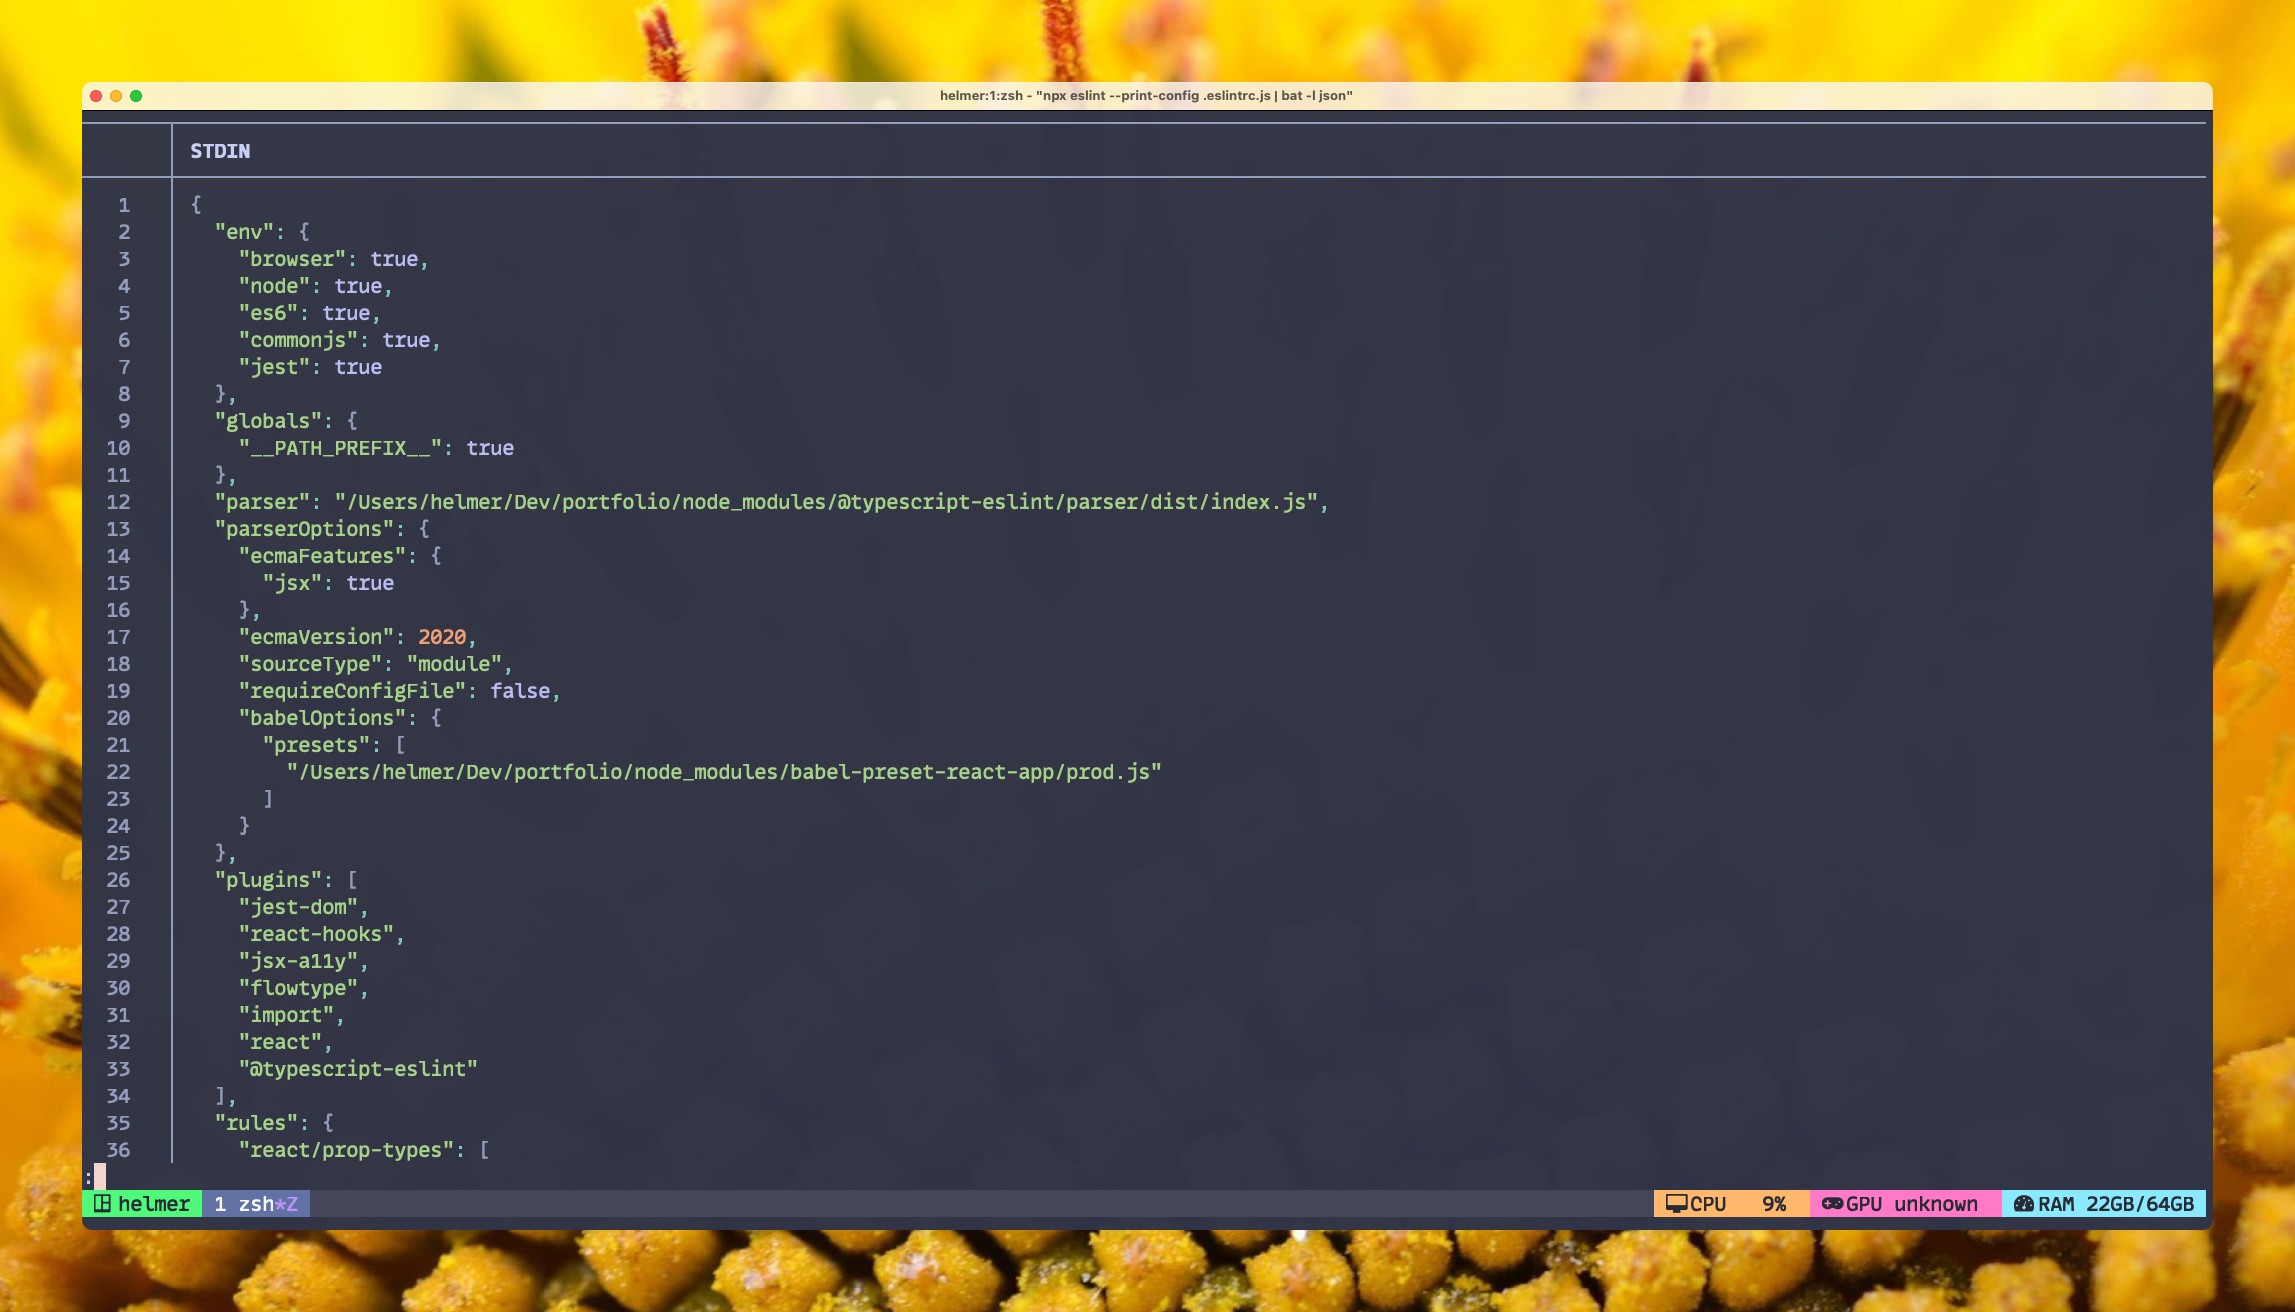 helmer:1:zsh - "npx eslint --print-config .eslintrc.js | bat -l json"
STDIN
1 {
2   "env": {
3     "browser": true,
4     "node": true,
5     "es6": true,
6     "commonjs": true,
7     "jest": true
8   },
9   "globals": {
10     "__PATH_PREFIX__": true
11   },
12   "parser": "/Users/helmer/Dev/portfolio/node_modules/@typescript-eslint/parser/dist/index.js",
13   "parserOptions": {
14     "ecmaFeatures": {
15       "jsx": true
16     },
17     "ecmaVersion": 2020,
18     "sourceType": "module",
19     "requireConfigFile": false,
20     "babelOptions": {
21       "presets": [
22         "/Users/helmer/Dev/portfolio/node_modules/babel-preset-react-app/prod.js"
23       ]
24     }
25   },
26   "plugins": [
27     "jest-dom",
28     "react-hooks",
29     "jsx-a11y",
30     "flowtype",
31     "import",
32     "react",
33     "@typescript-eslint"
34   ],
35   "rules": {
36     "react/prop-types": [
:
helmer 1 zsh*Z CPU 9% GPU unknown RAM 22GB/64GB